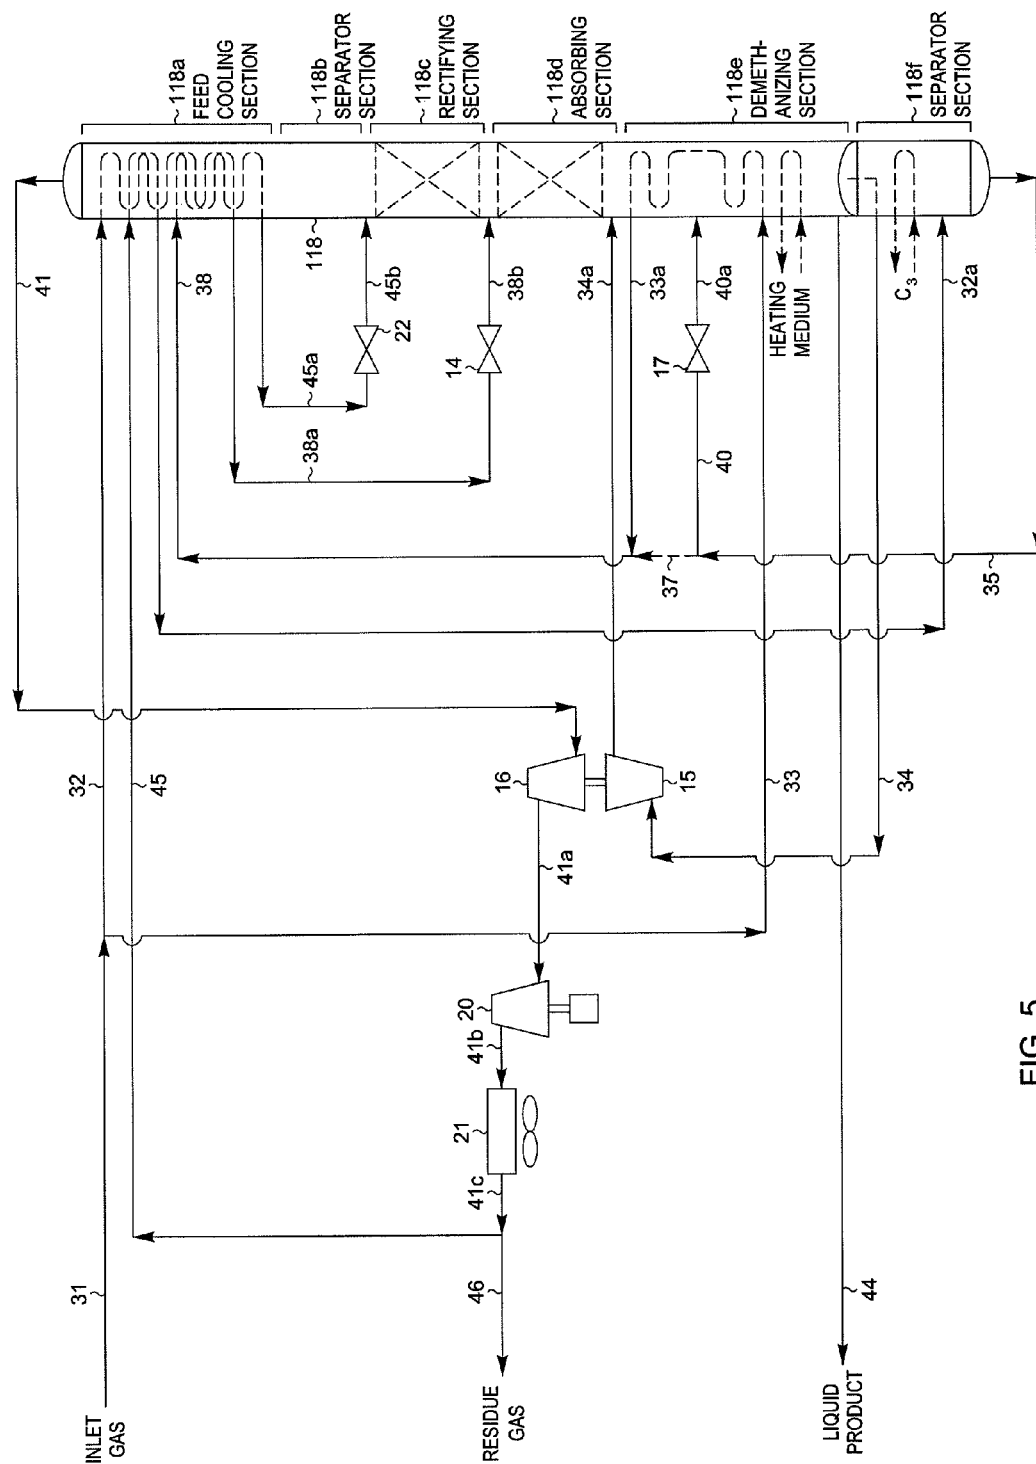 118a
FEED
COOLING
SECTION
118b
SEPARATOR
SECTION
118c
RECTIFYING
SECTION
118d
ABSORBING
SECTION
118e
DEMETH-
ANIZING
SECTION
118f
SEPARATOR
SECTION
41
118
38
45b
38b
34a
33a
40a
HEATING
MEDIUM
C3
32a
22
14
17
45a
38a
40
37
35
32
45
16
15
33
34
41a
20
41b
21
41c
31
46
44
INLET
GAS
RESIDUE
GAS
LIQUID
PRODUCT
FIG. 5